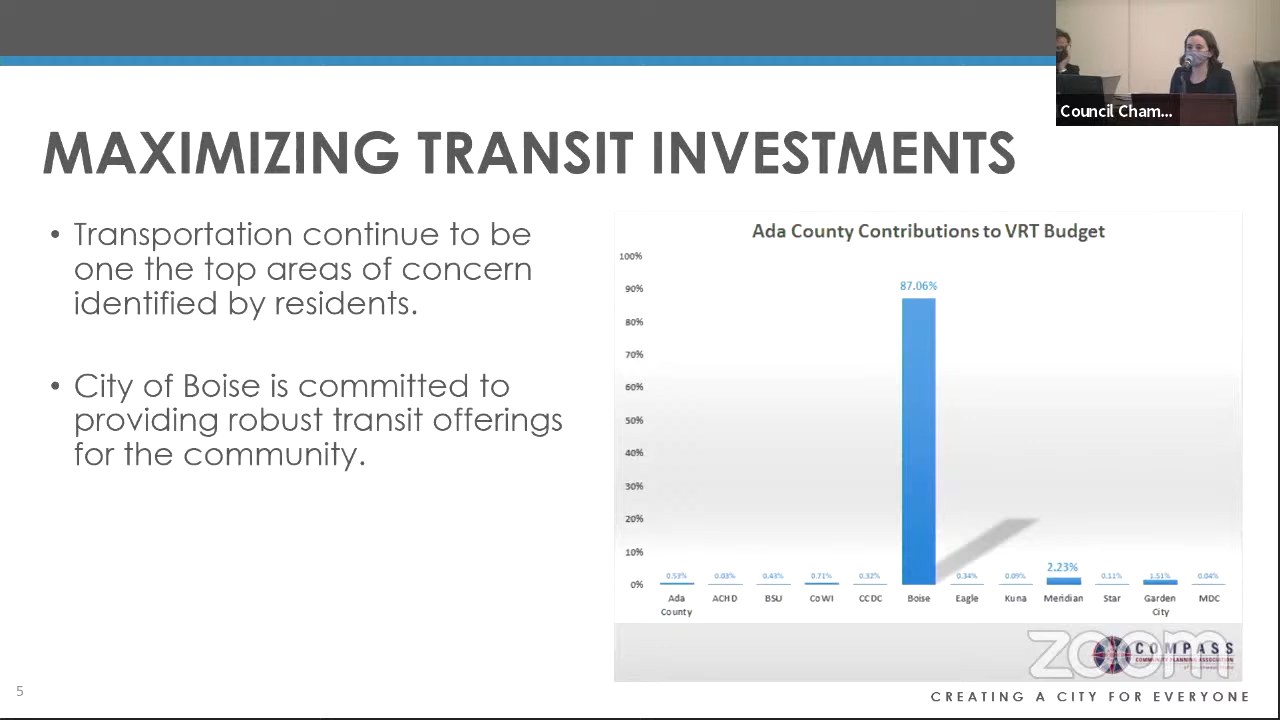 Council Cham...
MAXIMIZING TRANSIT INVESTMENTS
• Transportation continue to be
one the top areas of concern
identified by residents.
• City of Boise is committed to
providing robust transit offerings
for the community.
Ada County Contributions to VRT Budget
100%
90%
80%
70%
60%
50%
40%
30%
20%
10%
0%
0.53% 0.03% 0.43% 0.71% 0.32% 87.06% 0.34% 0.09% 2.23% 0.11% 1.51% 0.04%
Ada County ACHD BSU CoWI CCDC Boise Eagle Kuna Meridian Star Garden City MDC
zoom
COMPASS
COMMUNITY PLANNING ASSOCIATION
5
CREATING A CITY FOR EVERYONE